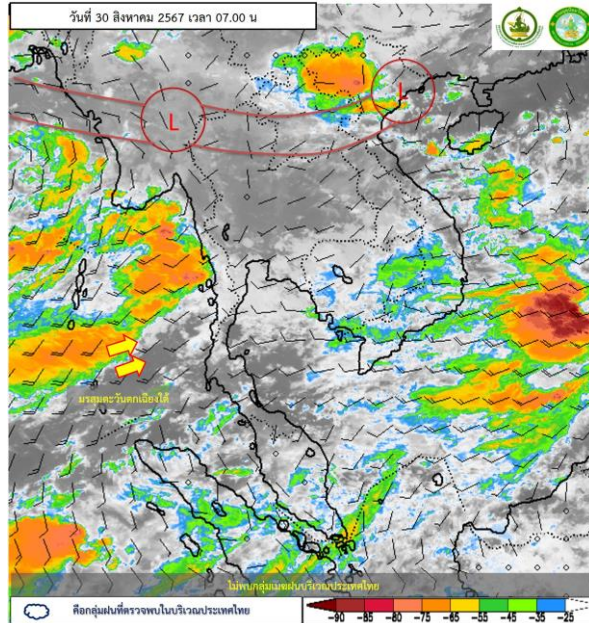 วันที่ 30 สิงหาคม 2567 เวลา 07.00 น
L
L
มรสุมตะวันตกเฉียงใต้
ไม่พบกลุ่มเมฆฝนบริเวณประเทศไทย
คือกลุ่มฝนที่ตรวจพบในบริเวณประเทศไทย
-90 -85 -80 -75 -65 -55 -45 -35 -25